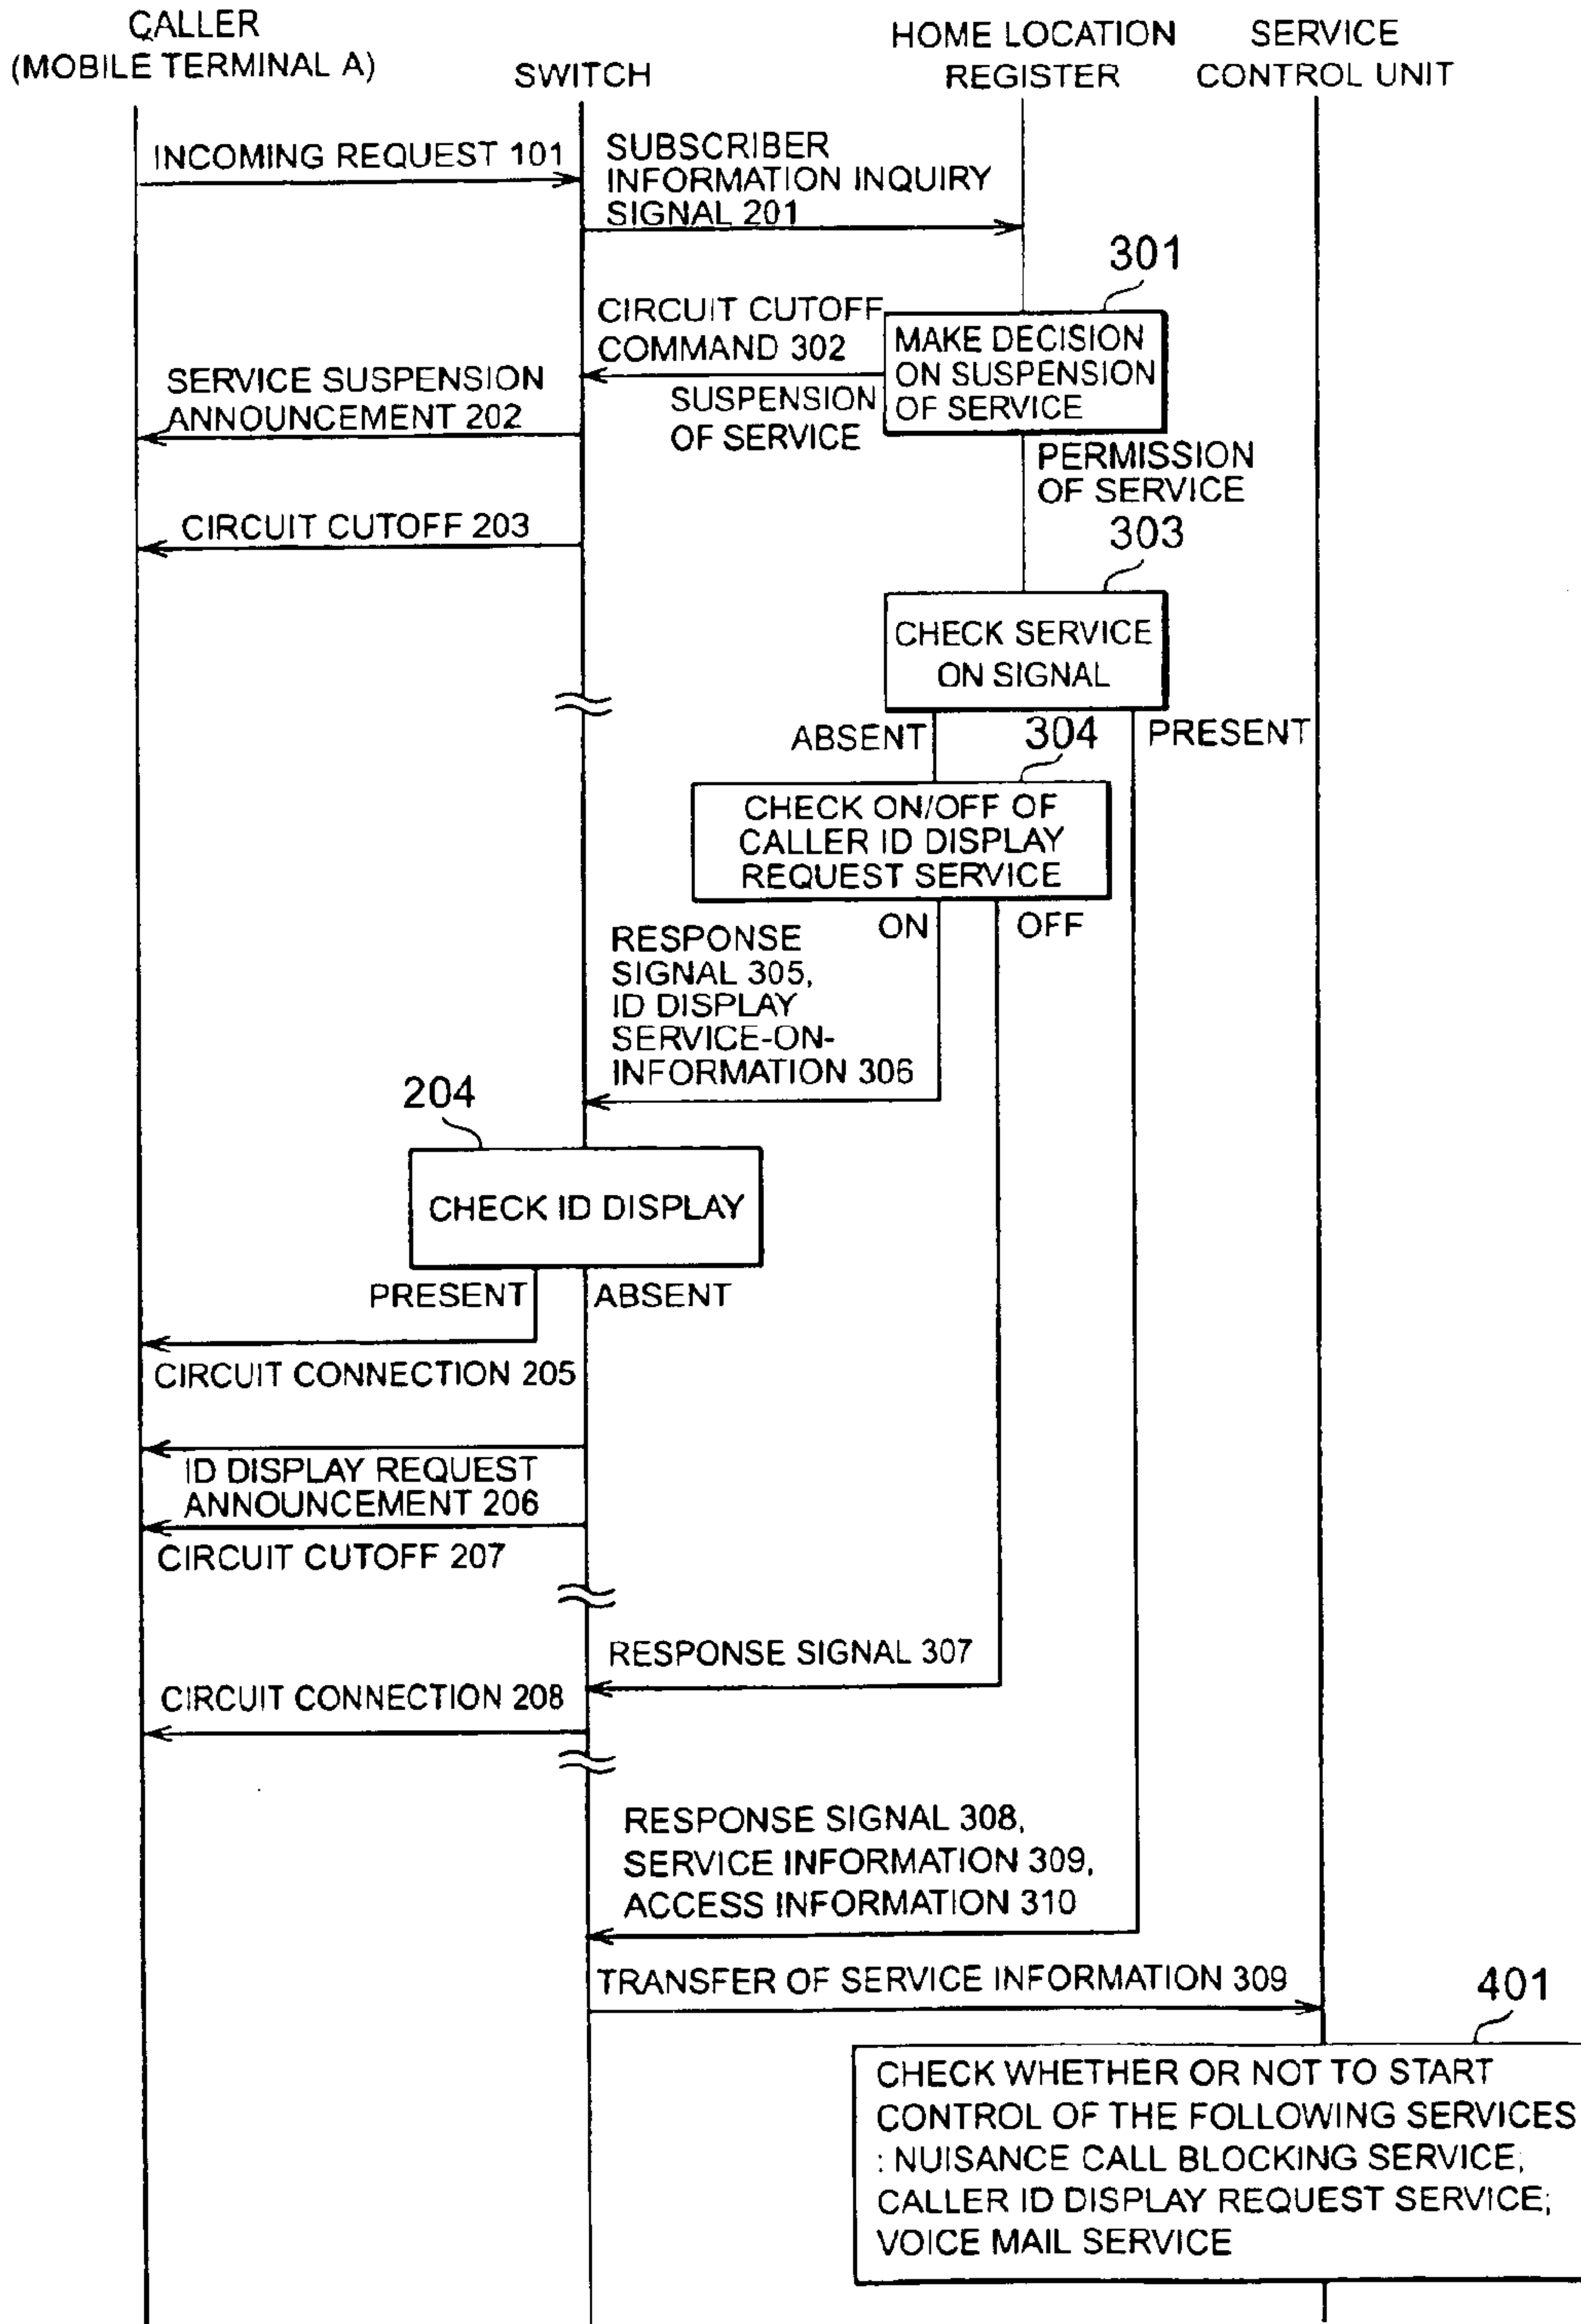 CALLER
(MOBILE TERMINAL A)
SWITCH
HOME LOCATION
REGISTER
SERVICE
CONTROL UNIT
INCOMING REQUEST 101
SUBSCRIBER
INFORMATION INQUIRY
SIGNAL 201
301
CIRCUIT CUTOFF
COMMAND 302
MAKE DECISION
ON SUSPENSION
OF SERVICE
SERVICE SUSPENSION
ANNOUNCEMENT 202
SUSPENSION
OF SERVICE
PERMISSION
OF SERVICE
CIRCUIT CUTOFF 203
303
CHECK SERVICE
ON SIGNAL
ABSENT
304
PRESENT
CHECK ON/OFF OF
CALLER ID DISPLAY
REQUEST SERVICE
ON
OFF
RESPONSE
SIGNAL 305,
ID DISPLAY
SERVICE-ON-
INFORMATION 306
204
CHECK ID DISPLAY
PRESENT
ABSENT
CIRCUIT CONNECTION 205
ID DISPLAY REQUEST
ANNOUNCEMENT 206
CIRCUIT CUTOFF 207
RESPONSE SIGNAL 307
CIRCUIT CONNECTION 208
RESPONSE SIGNAL 308,
SERVICE INFORMATION 309,
ACCESS INFORMATION 310
TRANSFER OF SERVICE INFORMATION 309
401
CHECK WHETHER OR NOT TO START
CONTROL OF THE FOLLOWING SERVICES
: NUISANCE CALL BLOCKING SERVICE;
CALLER ID DISPLAY REQUEST SERVICE;
VOICE MAIL SERVICE